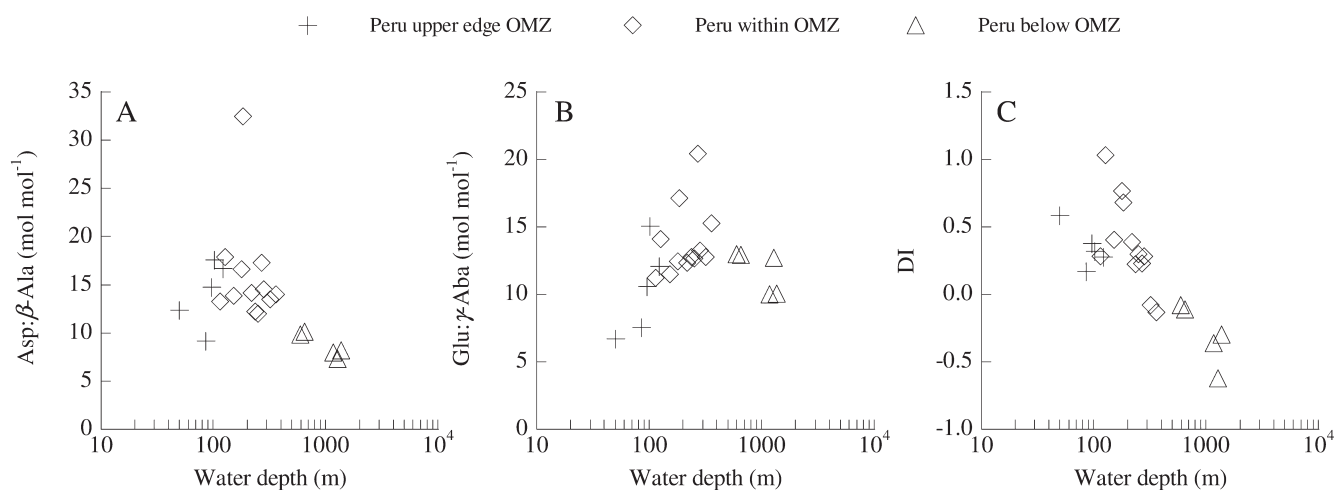 Peru upper edge OMZ Peru within OMZ Peru below OMZ
A
Asp:β-Ala (mol mol⁻¹)
35
30
25
20
15
10
5
0
10 100 1000 10⁴
Water depth (m)
B
Glu:γ-Aba (mol mol⁻¹)
25
20
15
10
5
0
10 100 1000 10⁴
Water depth (m)
C
DI
1.5
1.0
0.5
0.0
-0.5
-1.0
10 100 1000 10⁴
Water depth (m)